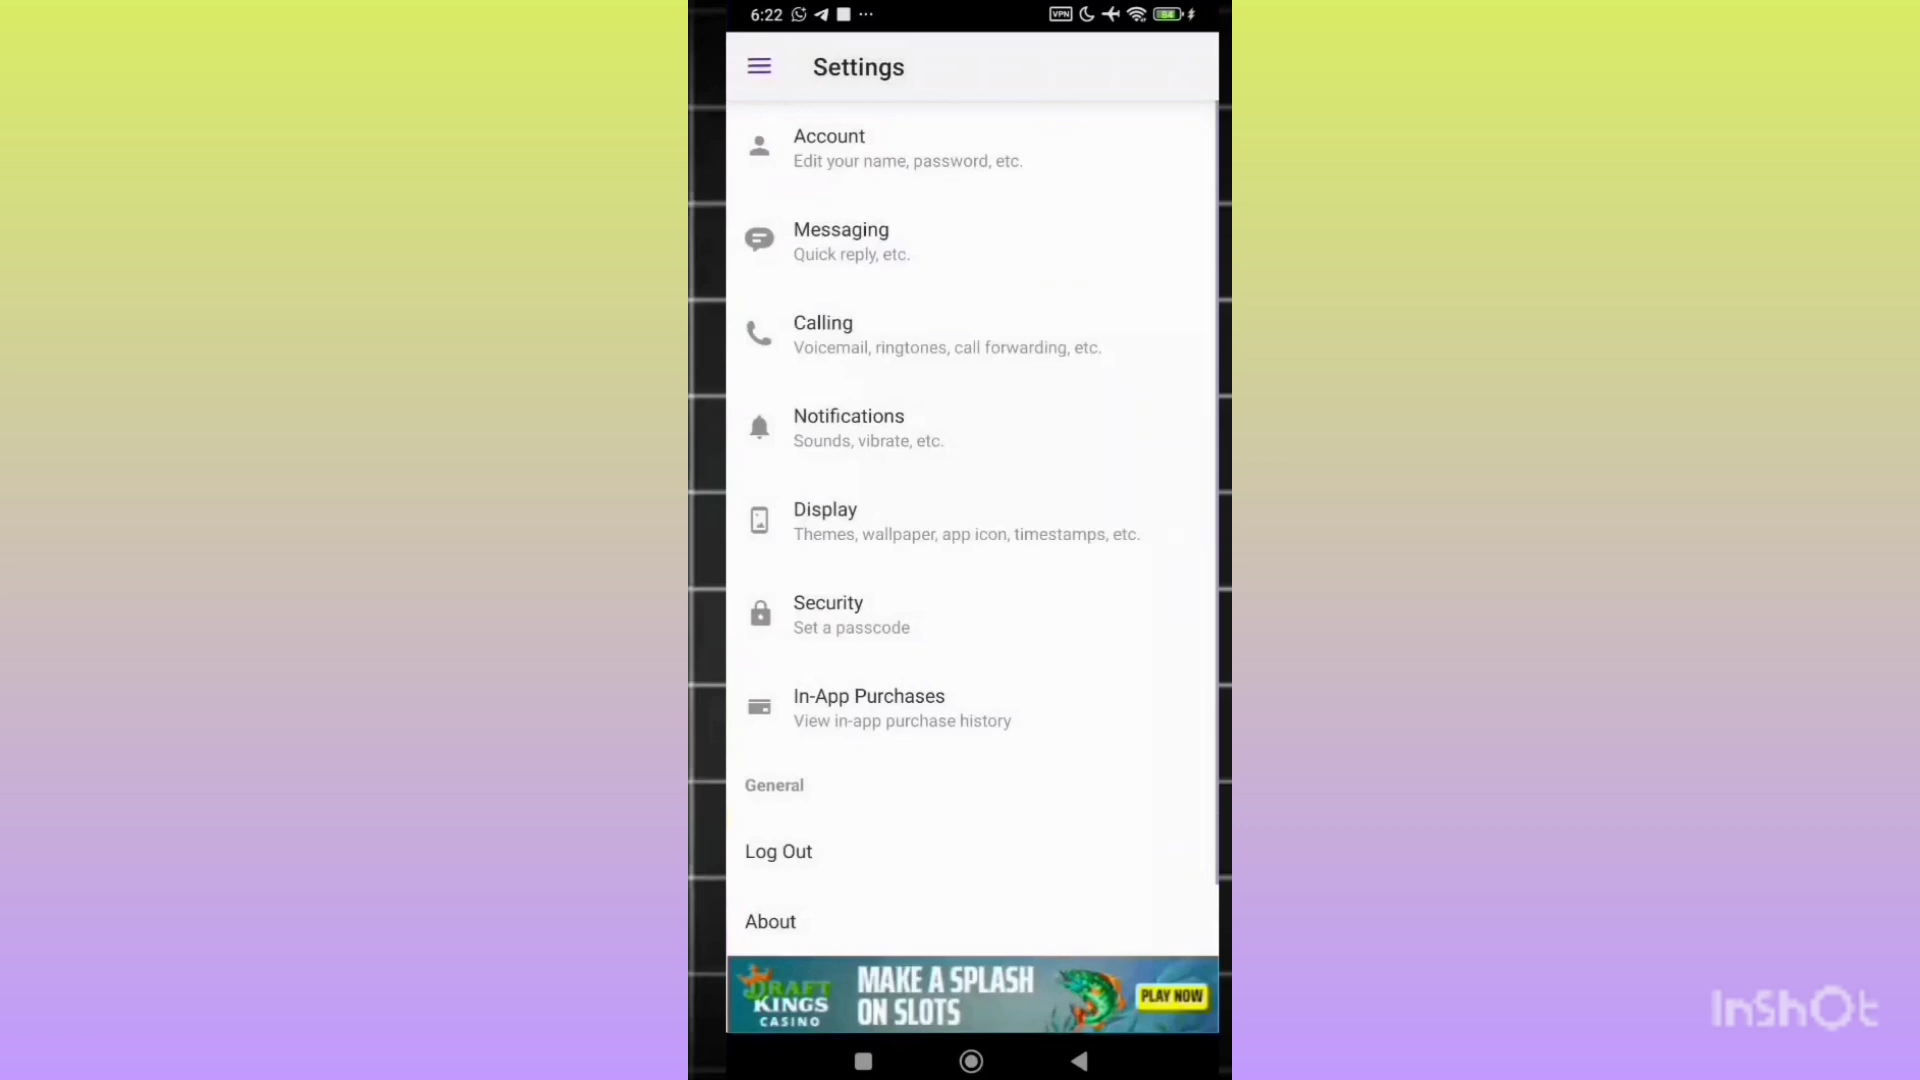 6:22
VPN
64
Settings
Account
Edit your name, password, etc.
Messaging
Quick reply, etc.
Calling
Voicemail, ringtones, call forwarding, etc.
Notifications
Sounds, vibrate, etc.
Display
Themes, wallpaper, app icon, timestamps, etc.
Security
Set a passcode
In-App Purchases
View in-app purchase history
General
Log Out
About
DRAFT
KINGS
CASINO
MAKE A SPLASH
ON SLOTS
PLAY NOW
InShOt